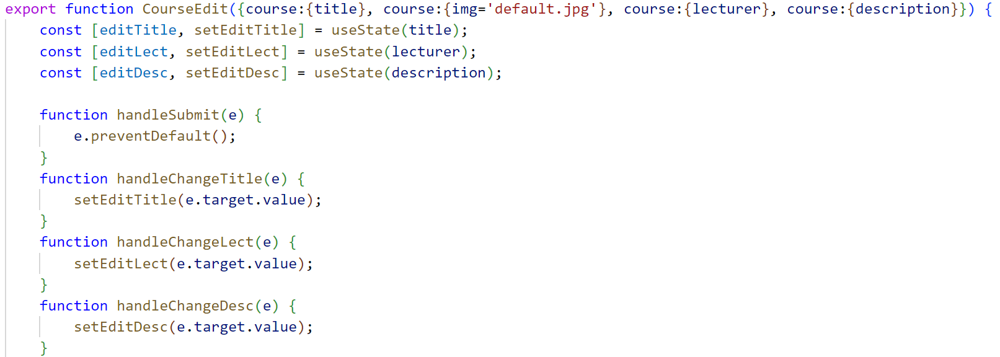 export function CourseEdit({course:{title}, course:{img='default.jpg'}, course:{lecturer}, course:{description}}) {
    const [editTitle, setEditTitle] = useState(title);
    const [editLect, setEditLect] = useState(lecturer);
    const [editDesc, setEditDesc] = useState(description);

    function handleSubmit(e) {
        e.preventDefault();
    }
    function handleChangeTitle(e) {
        setEditTitle(e.target.value);
    }
    function handleChangeLect(e) {
        setEditLect(e.target.value);
    }
    function handleChangeDesc(e) {
        setEditDesc(e.target.value);
    }